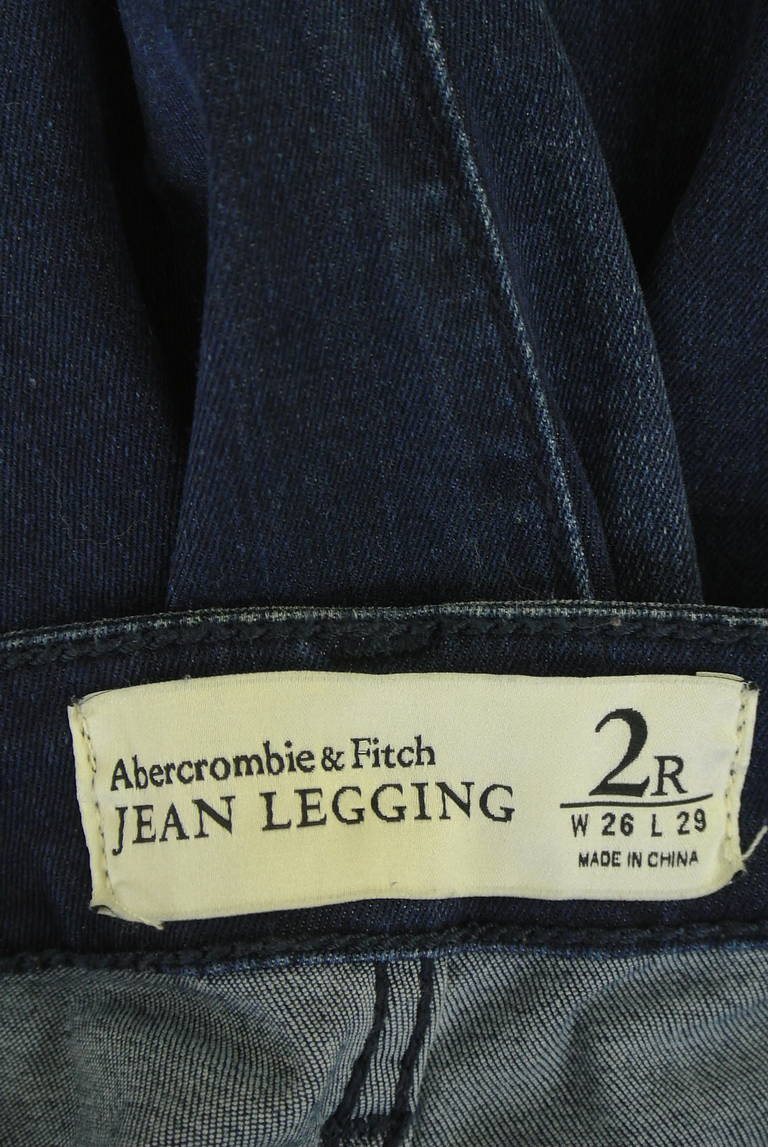 Abercrombie & Fitch
JEAN LEGGING
2R
W 26 L 29
MADE IN CHINA